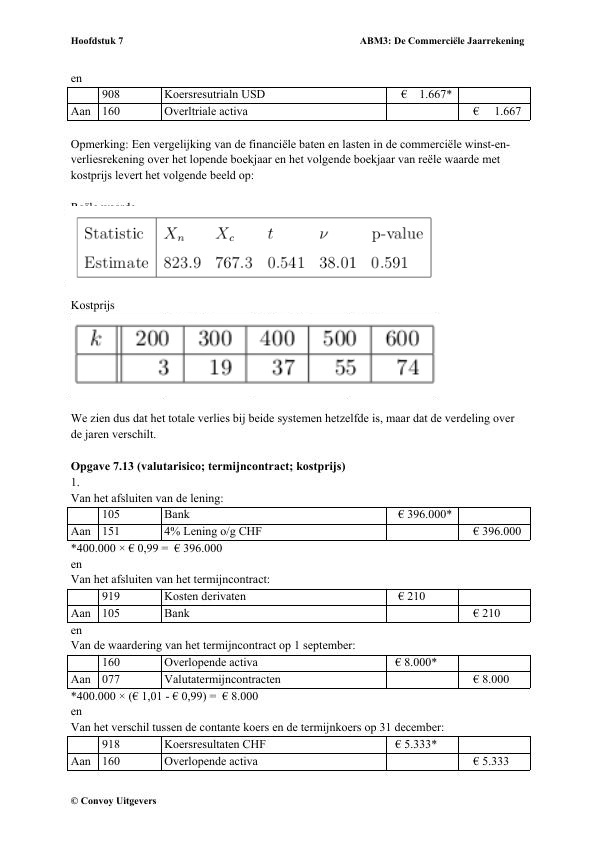 Hoofdstuk 7 ABM3: De Commerciële Jaarrekening
en
908 Koersresutrialn USD € 1.667*
Aan 160 Overltriale activa € 1.667
Opmerking: Een vergelijking van de financiële baten en lasten in de commerciële winst-en-
verliesrekening over het lopende boekjaar en het volgende boekjaar van reële waarde met
kostprijs levert het volgende beeld op:
Statistic Xn Xc t ν p-value
Estimate 823.9 767.3 0.541 38.01 0.591
Kostprijs
k 200 300 400 500 600
3 19 37 55 74
We zien dus dat het totale verlies bij beide systemen hetzelfde is, maar dat de verdeling over
de jaren verschilt.
Opgave 7.13 (valutarisico; termijncontract; kostprijs)
1.
Van het afsluiten van de lening:
105 Bank € 396.000*
Aan 151 4% Lening o/g CHF € 396.000
*400.000 × € 0,99 = € 396.000
en
Van het afsluiten van het termijncontract:
919 Kosten derivaten € 210
Aan 105 Bank € 210
en
Van de waardering van het termijncontract op 1 september:
160 Overlopende activa € 8.000*
Aan 077 Valutatermijncontracten € 8.000
*400.000 × (€ 1,01 - € 0,99) = € 8.000
en
Van het verschil tussen de contante koers en de termijnkoers op 31 december:
918 Koersresultaten CHF € 5.333*
Aan 160 Overlopende activa € 5.333
© Convoy Uitgevers